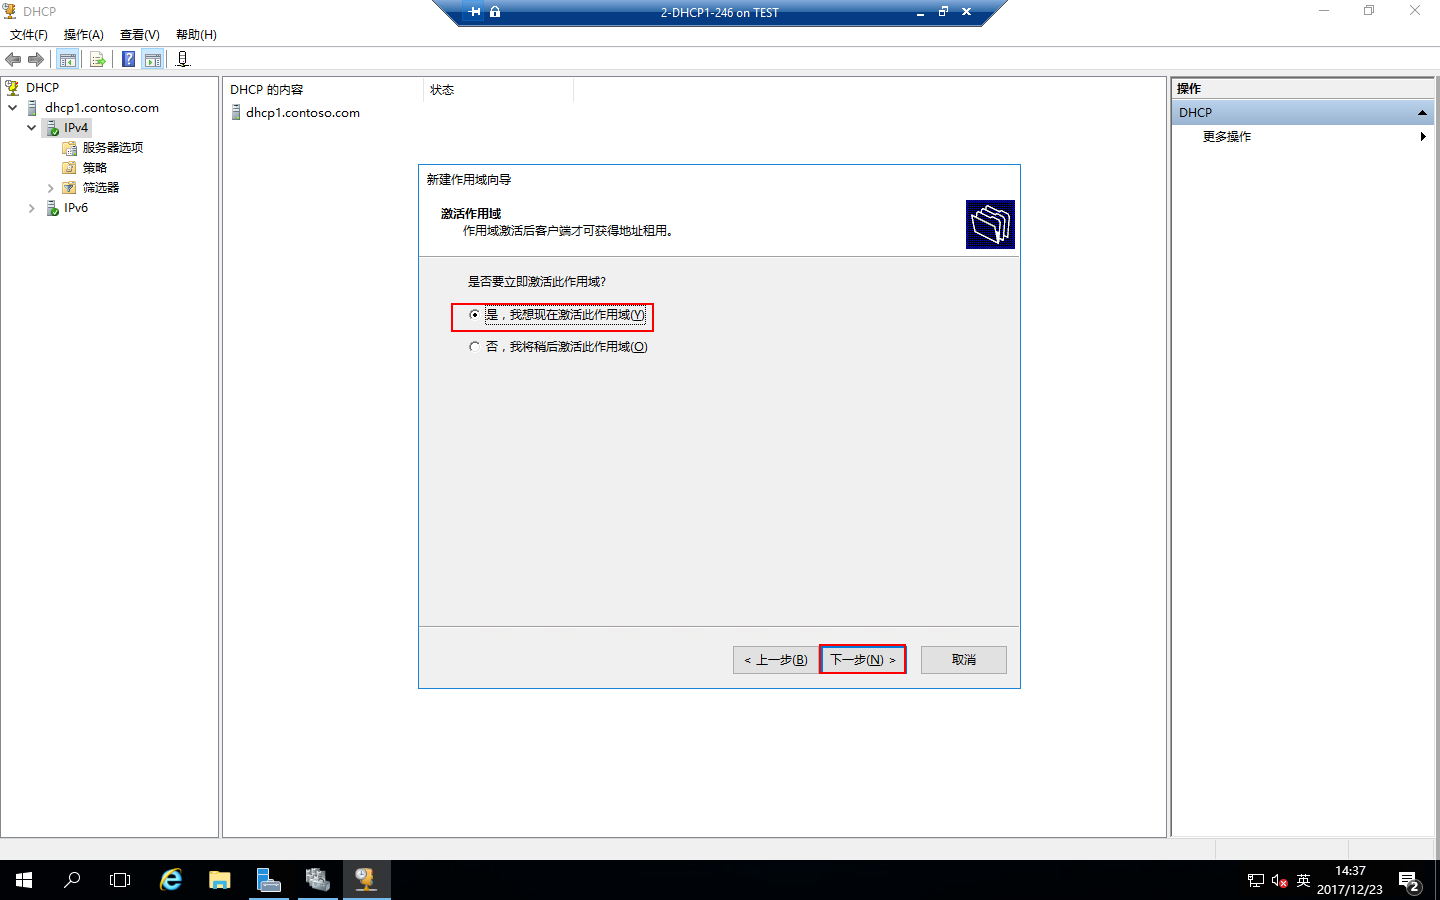 DHCP
2-DHCP1-246 on TEST
文件(F) 操作(A) 查看(V) 帮助(H)
DHCP
dhcp1.contoso.com
IPv4
服务器选项
策略
筛选器
IPv6
DHCP 的内容 状态
dhcp1.contoso.com
新建作用域向导
激活作用域
作用域激活后客户端才可获得地址租用。
是否要立即激活此作用域?
是，我想现在激活此作用域(Y)
否，我将稍后激活此作用域(O)
< 上一步(B) 下一步(N) > 取消
操作
DHCP
更多操作
英
14:37
2017/12/23
2